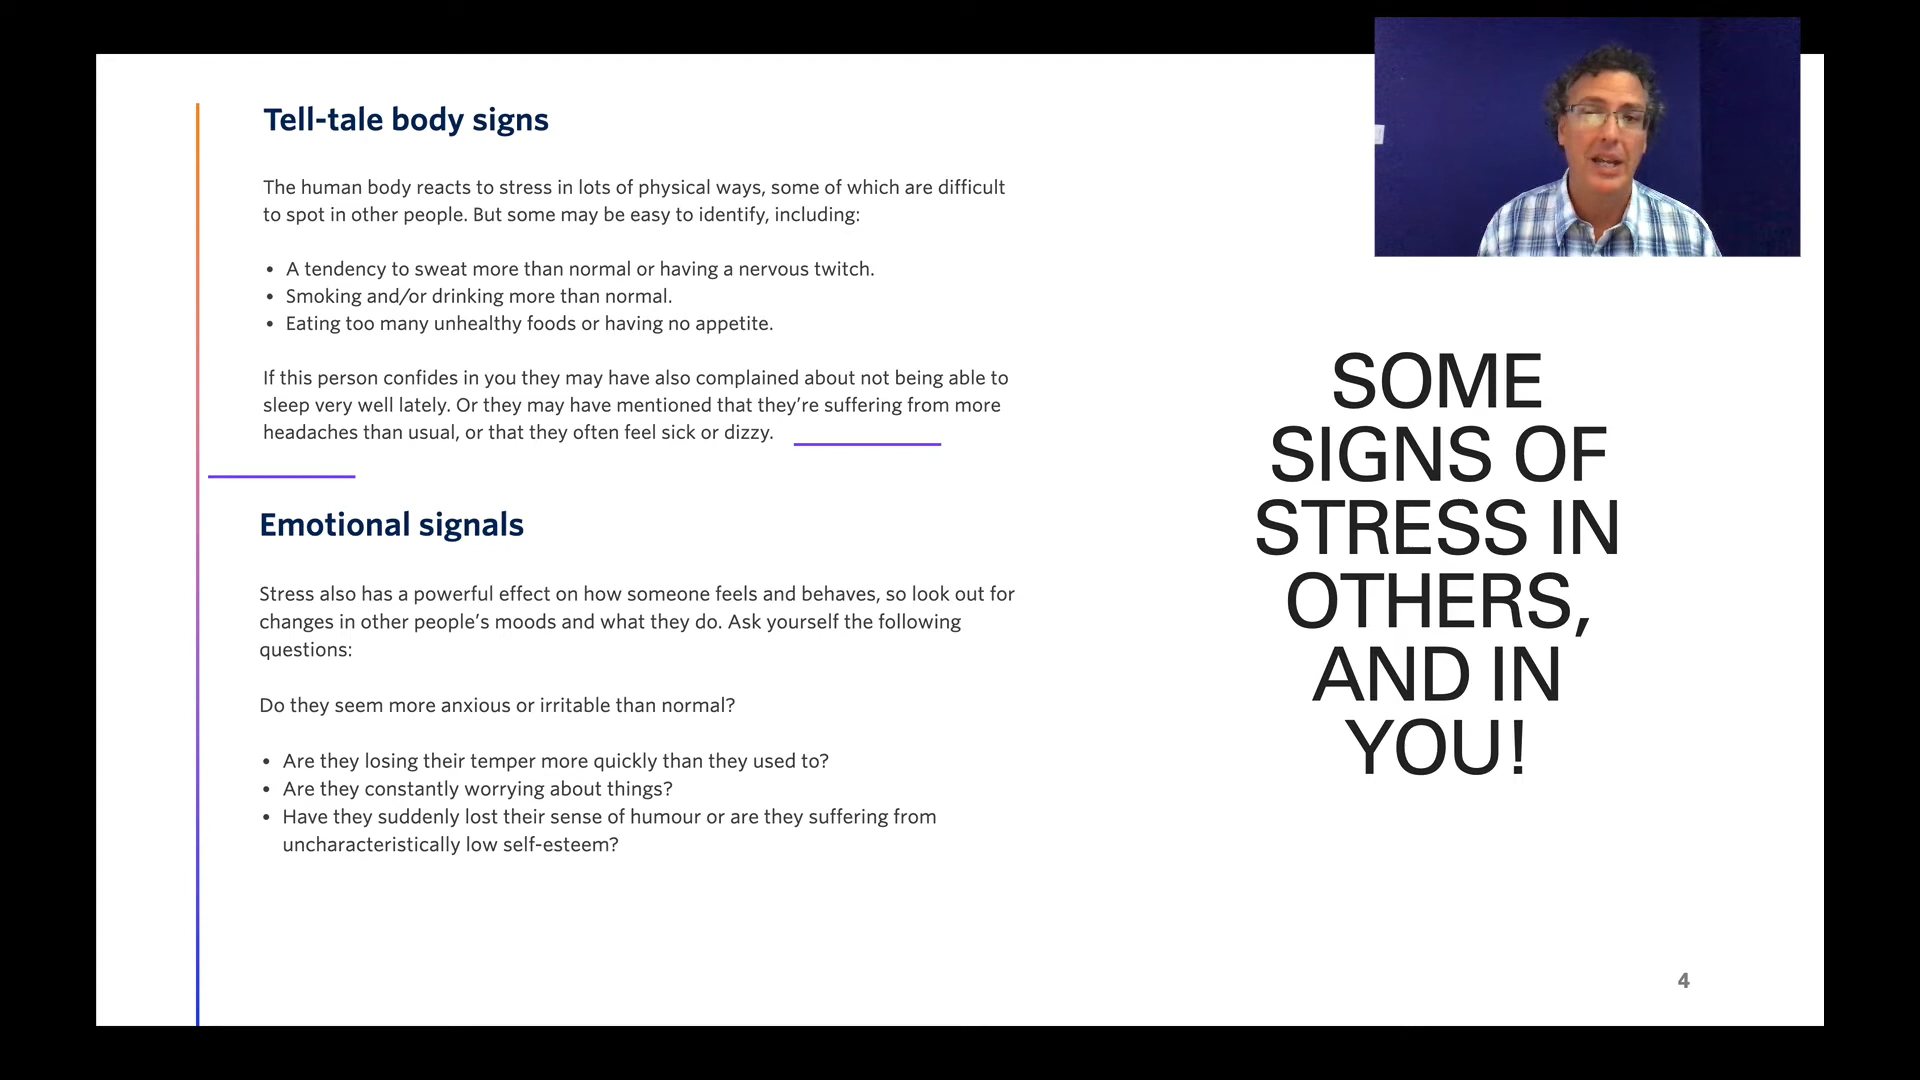 Tell-tale body signs
The human body reacts to stress in lots of physical ways, some of which are difficult
to spot in other people. But some may be easy to identify, including:
• A tendency to sweat more than normal or having a nervous twitch.
• Smoking and/or drinking more than normal.
• Eating too many unhealthy foods or having no appetite.
If this person confides in you they may have also complained about not being able to
sleep very well lately. Or they may have mentioned that they’re suffering from more
headaches than usual, or that they often feel sick or dizzy.
Emotional signals
Stress also has a powerful effect on how someone feels and behaves, so look out for
changes in other people’s moods and what they do. Ask yourself the following
questions:
Do they seem more anxious or irritable than normal?
• Are they losing their temper more quickly than they used to?
• Are they constantly worrying about things?
• Have they suddenly lost their sense of humour or are they suffering from
uncharacteristically low self-esteem?
SOME
SIGNS OF
STRESS IN
OTHERS,
AND IN
YOU!
4